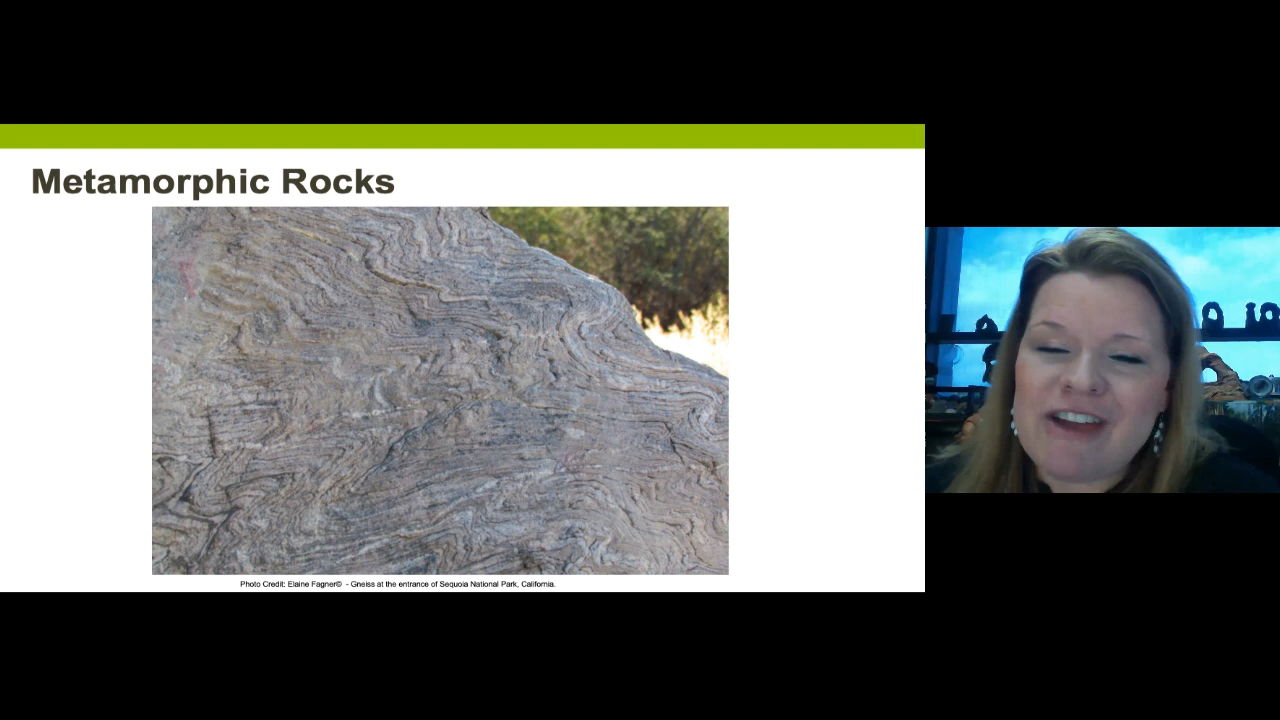 Metamorphic Rocks
Photo Credit: Elaine Fagner© - Gneiss at the entrance of Sequoia National Park, California.